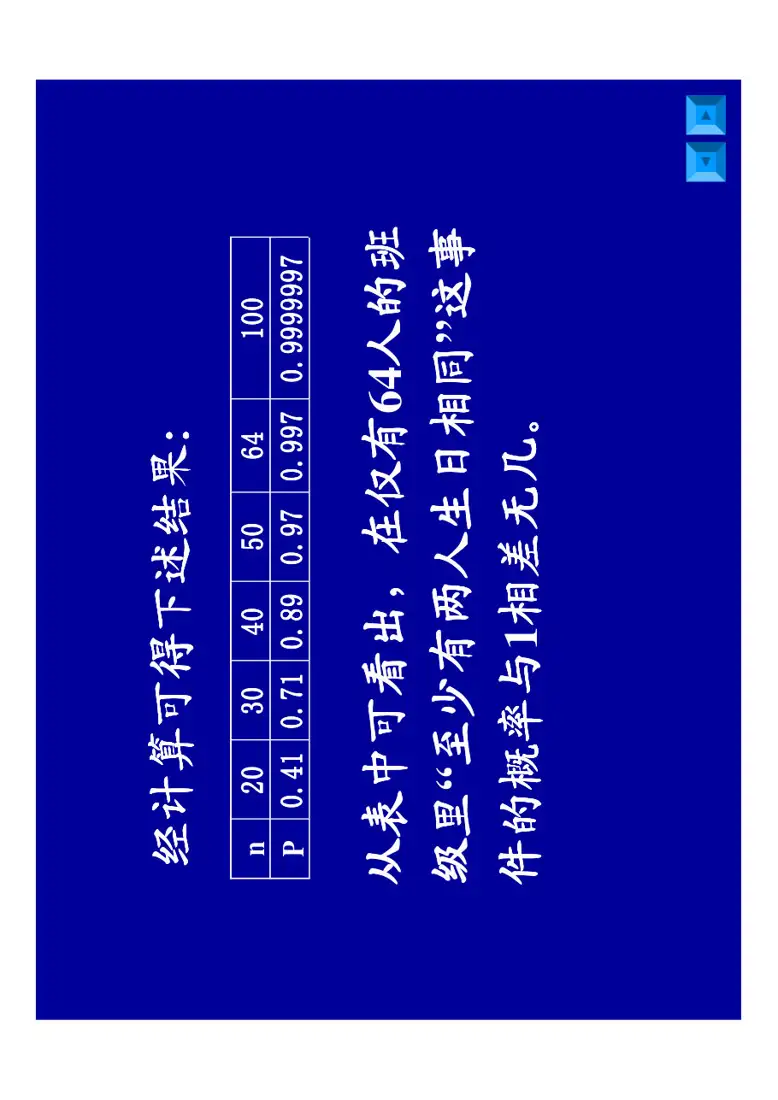 经计算可得下述结果：
n 20 30 40 50 64 100
P 0.41 0.71 0.89 0.97 0.997 0.9999997
从表中可看出，在仅有64人的班
级里“至少有两人生日相同”这事
件的概率与1相差无几。